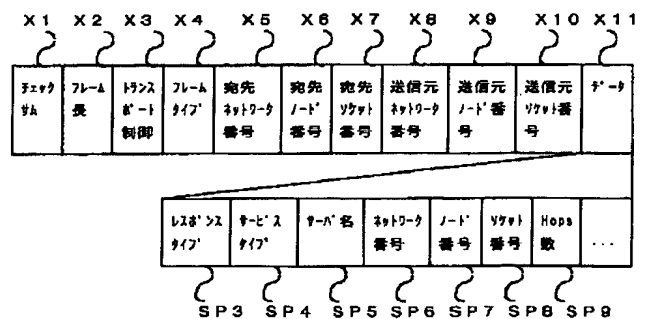 X1 X2 X3 X4 X5 X6 X7 X8 X9 X10 X11
チェックサム
フレーム長
トランスポート制御
フレームタイプ
宛先ネットワーク番号
宛先ノード番号
宛先ソケット番号
送信元ネットワーク番号
送信元ノード番号
送信元ソケット番号
データ
レスポンスタイプ
サービスタイプ
サーバ名
ネットワーク番号
ノード番号
ソケット番号
Hops数
...
SP3 SP4 SP5 SP6 SP7 SP8 SP9